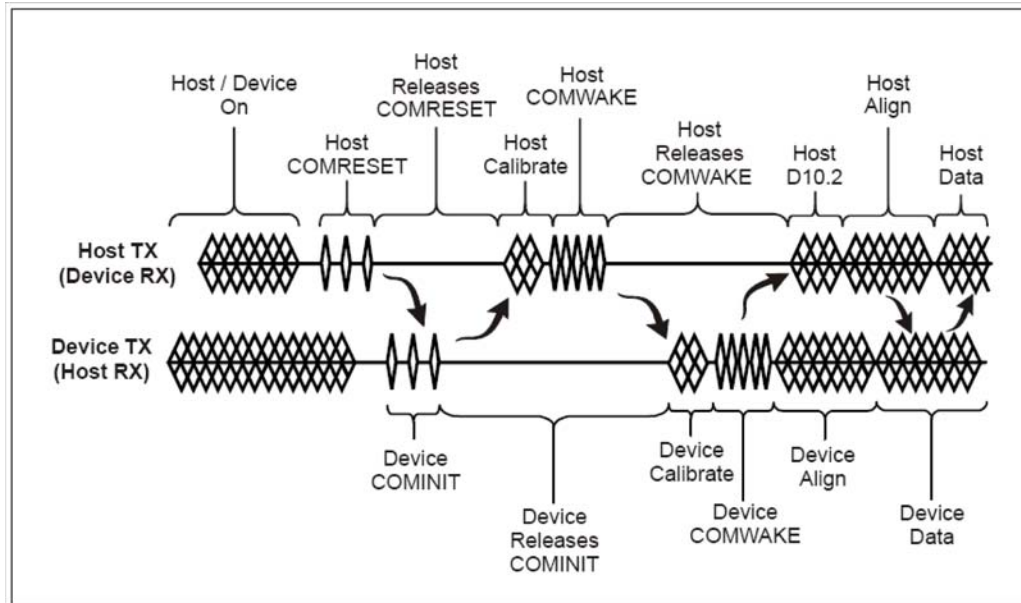 Host / Device
On
Host
COMRESET
Host
Releases
COMRESET
Host
Calibrate
Host
COMWAKE
Host
Releases
COMWAKE
Host
D10.2
Host
Align
Host
Data
Host TX
(Device RX)
Device TX
(Host RX)
Device
COMINIT
Device
Releases
COMINIT
Device
Calibrate
Device
COMWAKE
Device
Align
Device
Data